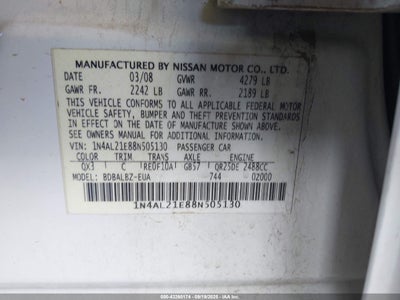 MANUFACTURED BY NISSAN MOTOR CO., LTD.
DATE 03/08 GVWR 4279 LB
GAWR FR. 2242 LB GAWR RR. 2189 LB
THIS VEHICLE CONFORMS TO ALL APPLICABLE FEDERAL MOTOR
VEHICLE SAFETY, BUMPER AND THEFT PREVENTION STANDARDS
IN EFFECT ON THE DATE OF MANUFACTURE SHOWN ABOVE.
SEE OWNERS MANUAL FOR ADDITIONAL INFORMATION.
VIN: 1N4AL21E88N505130 PASSENGER CAR
COLOR TRIM TRANS AXLE ENGINE
QX3 C RE0F10A GB57 QR25DE 2488CC
MODEL: BDBALBZ-EUA 744 02000
1N4AL21E88N505130